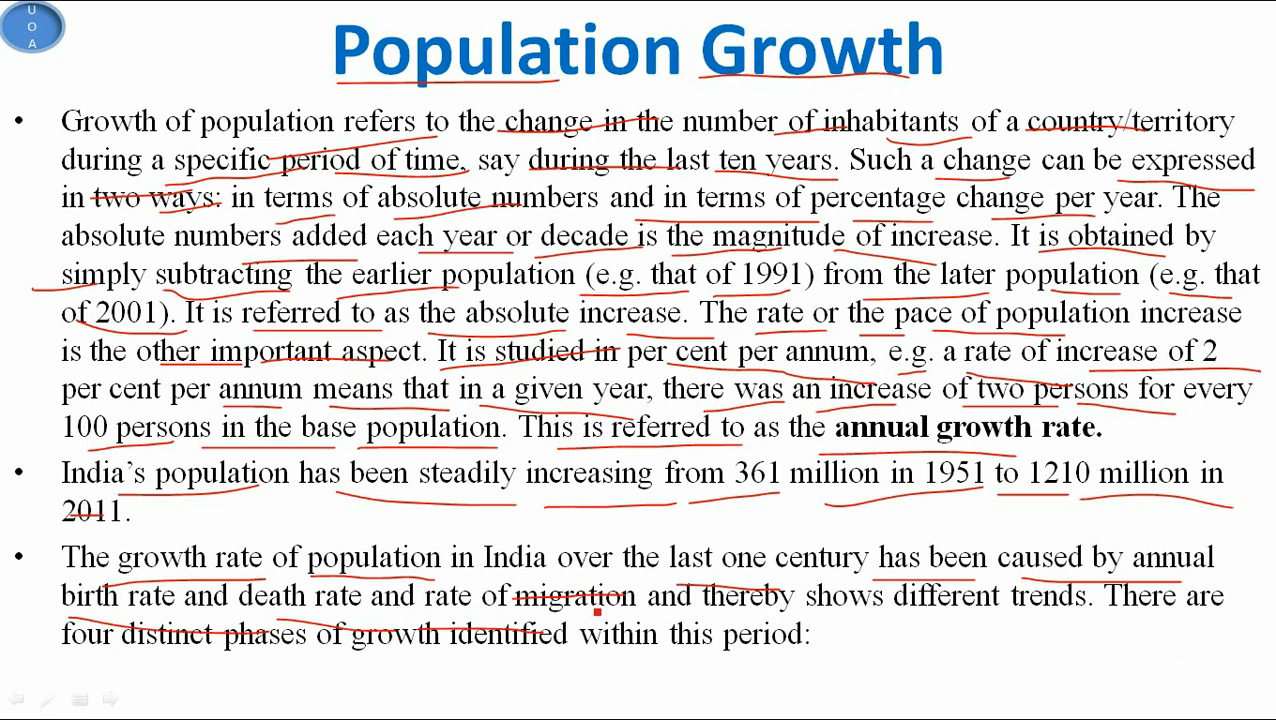 U
O
A
Population Growth
• Growth of population refers to the change in the number of inhabitants of a country/territory
during a specific period of time, say during the last ten years. Such a change can be expressed
in two ways: in terms of absolute numbers and in terms of percentage change per year. The
absolute numbers added each year or decade is the magnitude of increase. It is obtained by
simply subtracting the earlier population (e.g. that of 1991) from the later population (e.g. that
of 2001). It is referred to as the absolute increase. The rate or the pace of population increase
is the other important aspect. It is studied in per cent per annum, e.g. a rate of increase of 2
per cent per annum means that in a given year, there was an increase of two persons for every
100 persons in the base population. This is referred to as the annual growth rate.
• India’s population has been steadily increasing from 361 million in 1951 to 1210 million in
2011.
• The growth rate of population in India over the last one century has been caused by annual
birth rate and death rate and rate of migration and thereby shows different trends. There are
four distinct phases of growth identified within this period: